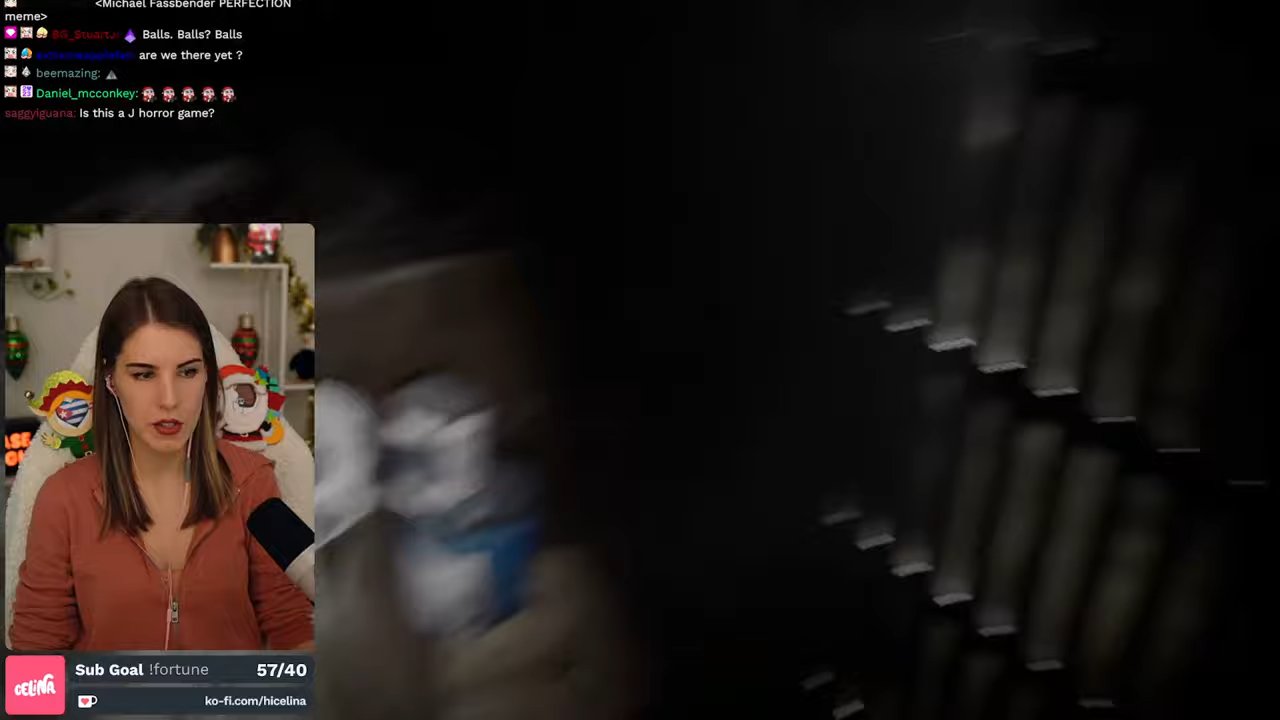 <Michael Fassbender PERFECTION
meme>
BG_StuartJ: Balls. Balls? Balls
are we there yet ?
beemazing:
Daniel_mcconkey:
saggyiguana: Is this a J horror game?
CELINA
Sub Goal !fortune 57/40
ko-fi.com/hicelina